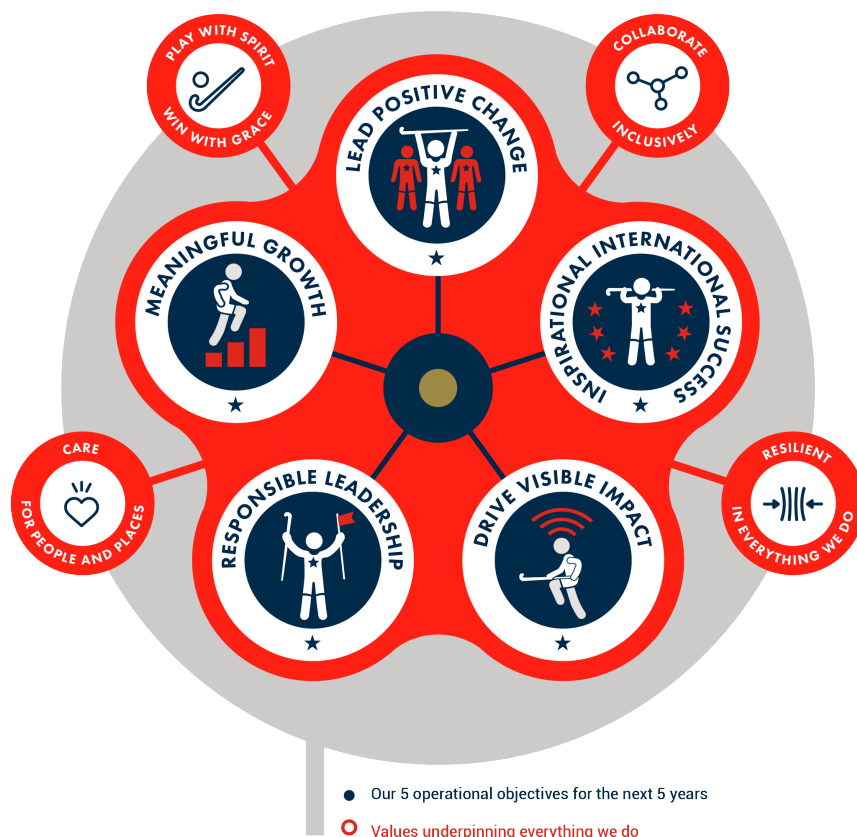 PLAY WITH SPIRIT
WIN WITH GRACE
COLLABORATE
INCLUSIVELY
LEAD POSITIVE CHANGE
MEANINGFUL GROWTH
INSPIRATIONAL INTERNATIONAL SUCCESS
CARE
FOR PEOPLE AND PLACES
RESILIENT
IN EVERYTHING WE DO
RESPONSIBLE LEADERSHIP
DRIVE VISIBLE IMPACT
Our 5 operational objectives for the next 5 years
Values underpinning everything we do